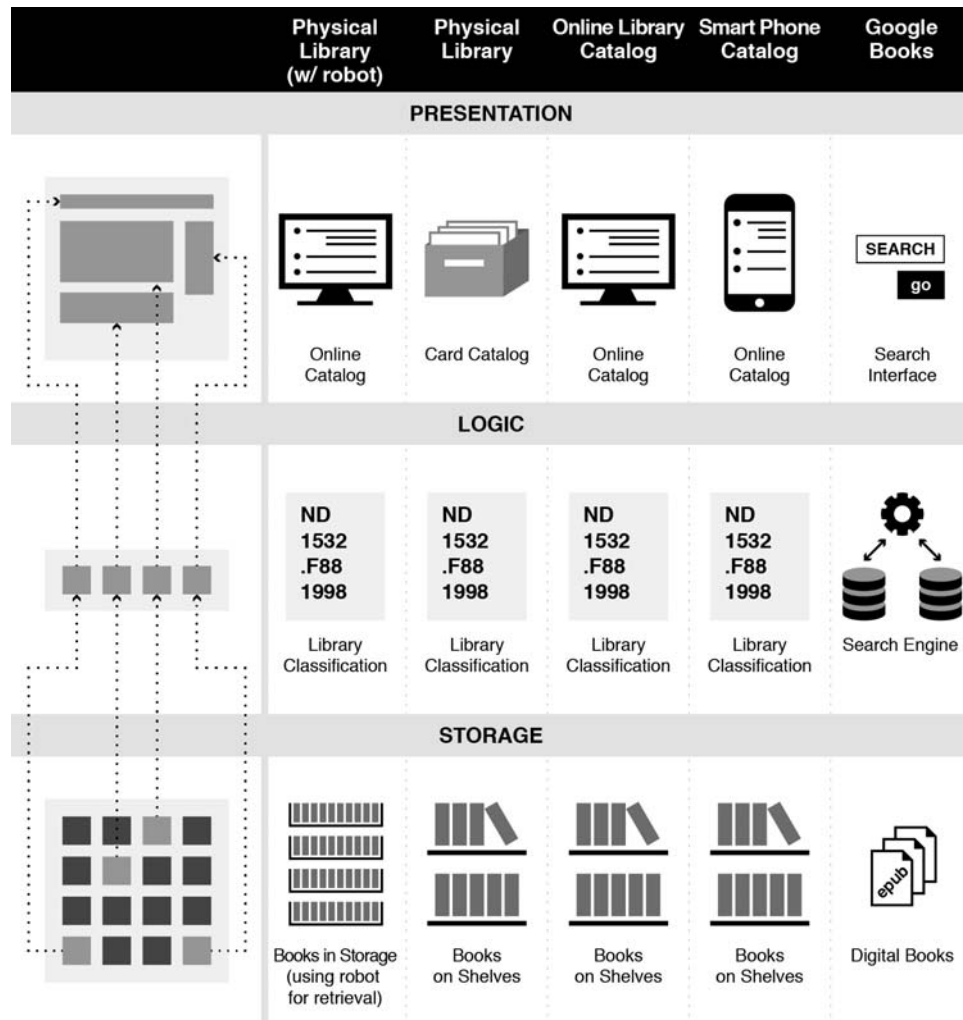 Physical
Library
(w/ robot)
Physical
Library
Online Library
Catalog
Smart Phone
Catalog
Google
Books
PRESENTATION
SEARCH
go
Online
Catalog
Card Catalog
Online
Catalog
Online
Catalog
Search
Interface
LOGIC
ND
1532
.F88
1998
ND
1532
.F88
1998
ND
1532
.F88
1998
ND
1532
.F88
1998
Library
Classification
Library
Classification
Library
Classification
Library
Classification
Search Engine
STORAGE
epub
Books in Storage
(using robot
for retrieval)
Books
on Shelves
Books
on Shelves
Books
on Shelves
Digital Books